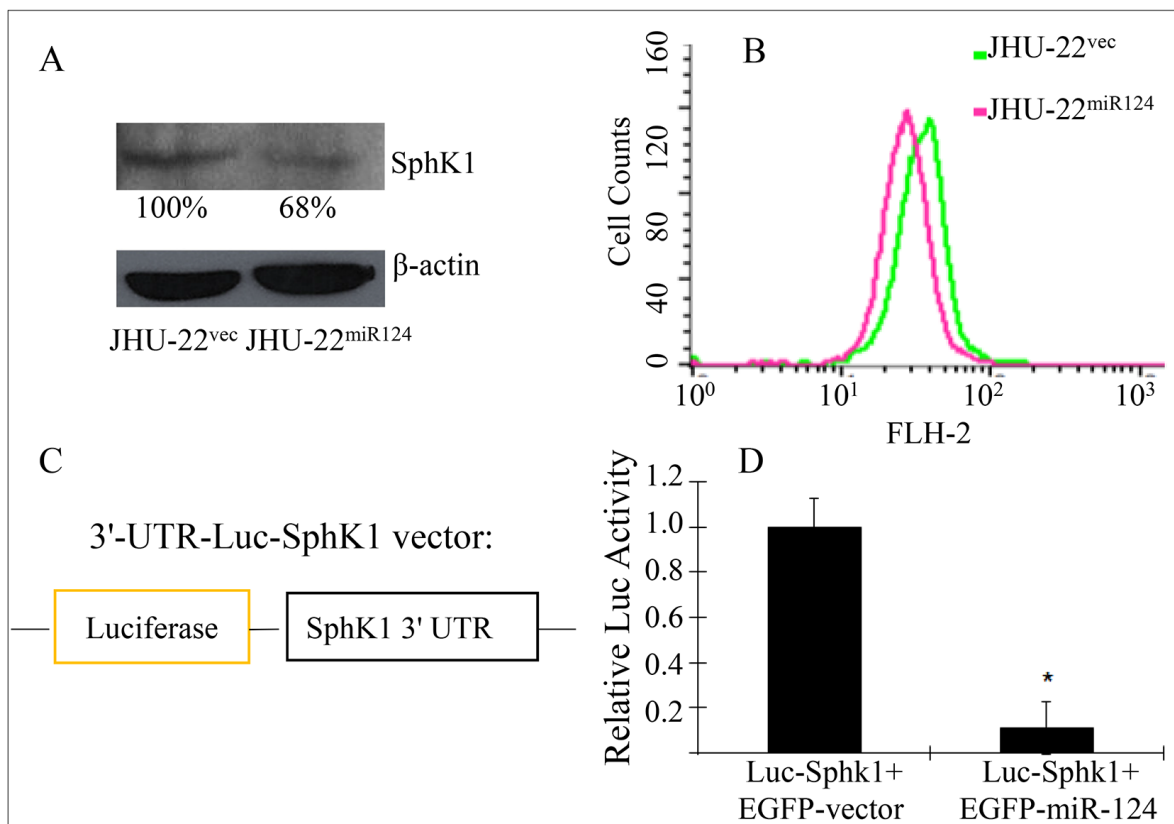 A
SphK1
100% 68%
β-actin
JHU-22vec JHU-22miR124
B
JHU-22vec
JHU-22miR124
Cell Counts
160
120
80
40
0
10⁰ 10¹ 10² 10³
FLH-2
C
3'-UTR-Luc-SphK1 vector:
Luciferase SphK1 3' UTR
D
Relative Luc Activity
1.2
1.0
0.8
0.6
0.4
0.2
*
Luc-Sphk1+
EGFP-vector
Luc-Sphk1+
EGFP-miR-124